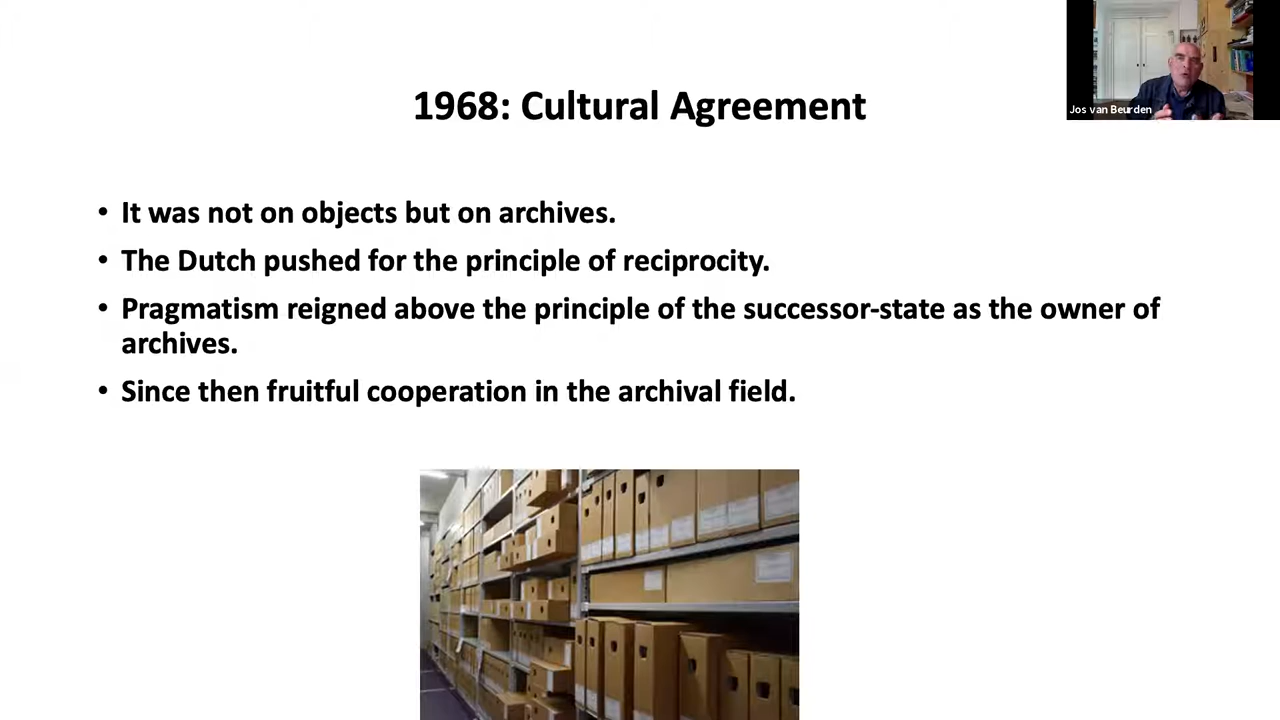 Jos van Beurden
1968: Cultural Agreement
• It was not on objects but on archives.
• The Dutch pushed for the principle of reciprocity.
• Pragmatism reigned above the principle of the successor-state as the owner of
archives.
• Since then fruitful cooperation in the archival field.